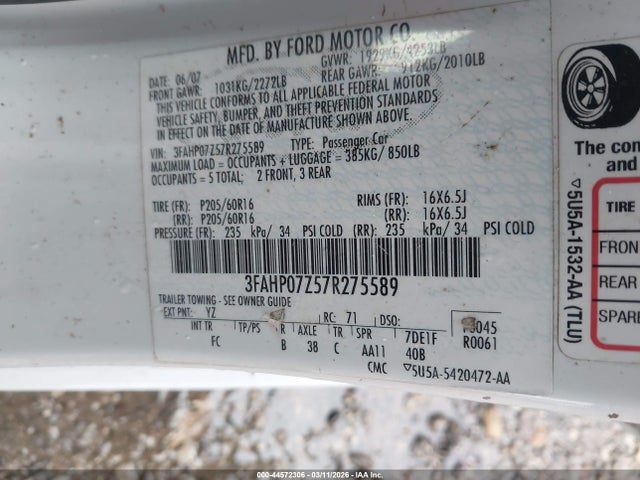 MFD. BY FORD MOTOR CO.
DATE: 06/07
GVWR: 1929KG/4253LB
FRONT GAWR: 1031KG/2272LB
REAR GAWR: 912KG/2010LB
THIS VEHICLE CONFORMS TO ALL APPLICABLE FEDERAL MOTOR
VEHICLE SAFETY, BUMPER, AND THEFT PREVENTION STANDARDS
IN EFFECT ON THE DATE OF MANUFACTURE SHOWN ABOVE.
VIN: 3FAHP07Z57R275589 TYPE: Passenger Car
MAXIMUM LOAD = OCCUPANTS + LUGGAGE = 385KG/ 850LB
OCCUPANTS = 5 TOTAL: 2 FRONT, 3 REAR
TIRE (FR): P205/60R16 RIMS (FR): 16X6.5J
(RR): P205/60R16 (RR): 16X6.5J
PRESSURE (FR): 235 kPa/ 34 PSI COLD (RR): 235 kPa/ 34 PSI COLD
3FAHP07Z57R275589
TRAILER TOWING - SEE OWNER GUIDE
EXT PNT: YZ RC: 71 DSO:
INT TR TP/PS R AXLE TR SPR 7DE1F
FC B 38 C AA11 40B R0061
CMC 5U5A-5420472-AA
5U5A-1532-AA (TLU)
The com
and
TIRE
FRON
REAR
SPARE
000-44572306 - 03/11/2026 - COPYRIGHT IAA, LLC